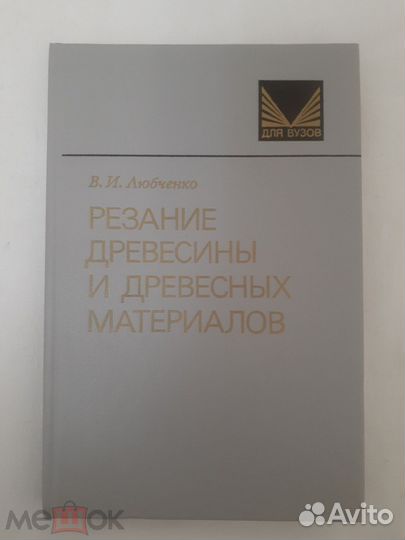 ДЛЯ ВУЗОВ
В. И. Любченко
РЕЗАНИЕ
ДРЕВЕСИНЫ
И ДРЕВЕСНЫХ
МАТЕРИАЛОВ
мешок
Avito